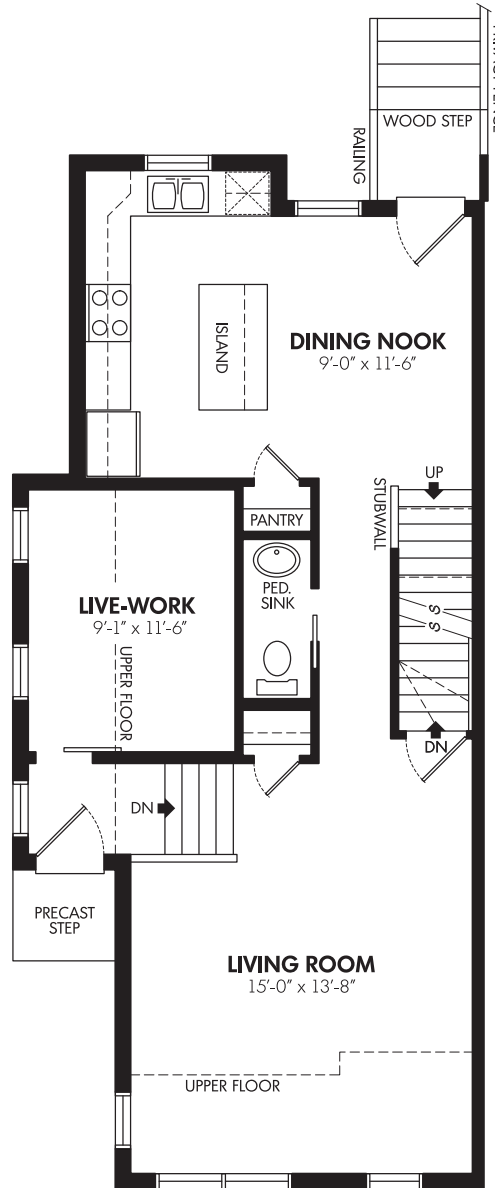 WOOD STEP
RAILING
DINING NOOK
9'-0" x 11'-6"
ISLAND
UP
STUBWALL
PANTRY
PED.
SINK
LIVE-WORK
9'-1" x 11'-6"
UPPER FLOOR
S
S
DN
DN
PRECAST
STEP
LIVING ROOM
15'-0" x 13'-8"
UPPER FLOOR